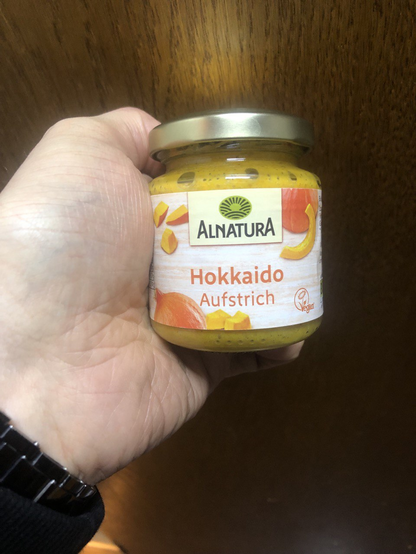 ALNATURA
Hokkaido
Aufstrich
Vegan